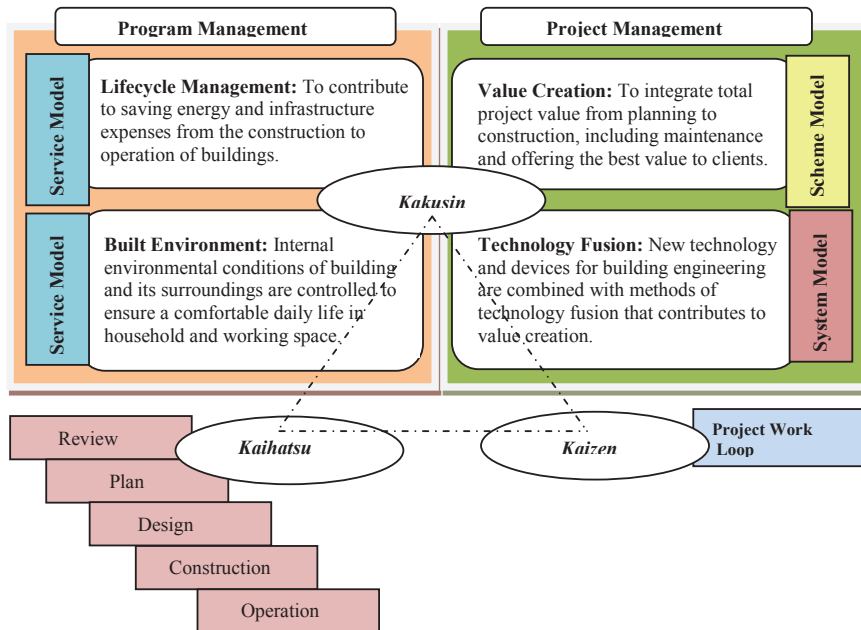 Program Management
Project Management
Service Model
Lifecycle Management: To contribute
to saving energy and infrastructure
expenses from the construction to
operation of buildings.
Value Creation: To integrate total
project value from planning to
construction, including maintenance
and offering the best value to clients.
Scheme Model
Kakusin
Service Model
Built Environment: Internal
environmental conditions of building
and its surroundings are controlled to
ensure a comfortable daily life in
household and working space.
Technology Fusion: New technology
and devices for building engineering
are combined with methods of
technology fusion that contributes to
value creation.
System Model
Review
Kaihatsu
Kaizen
Project Work
Loop
Plan
Design
Construction
Operation